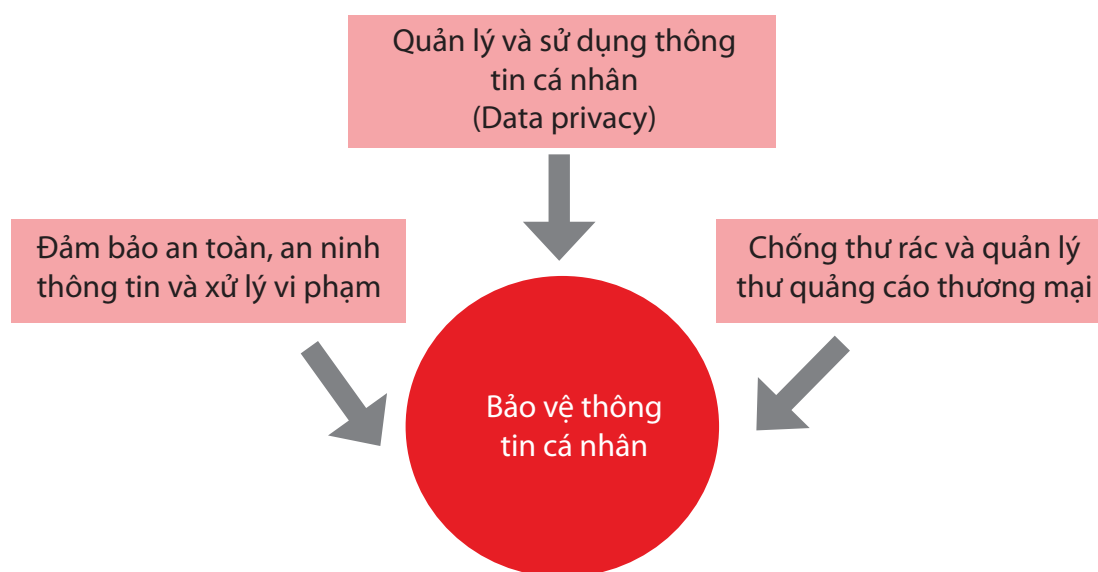 Quản lý và sử dụng thông
tin cá nhân
(Data privacy)
Đảm bảo an toàn, an ninh
thông tin và xử lý vi phạm
Chống thư rác và quản lý
thư quảng cáo thương mại
Bảo vệ thông
tin cá nhân